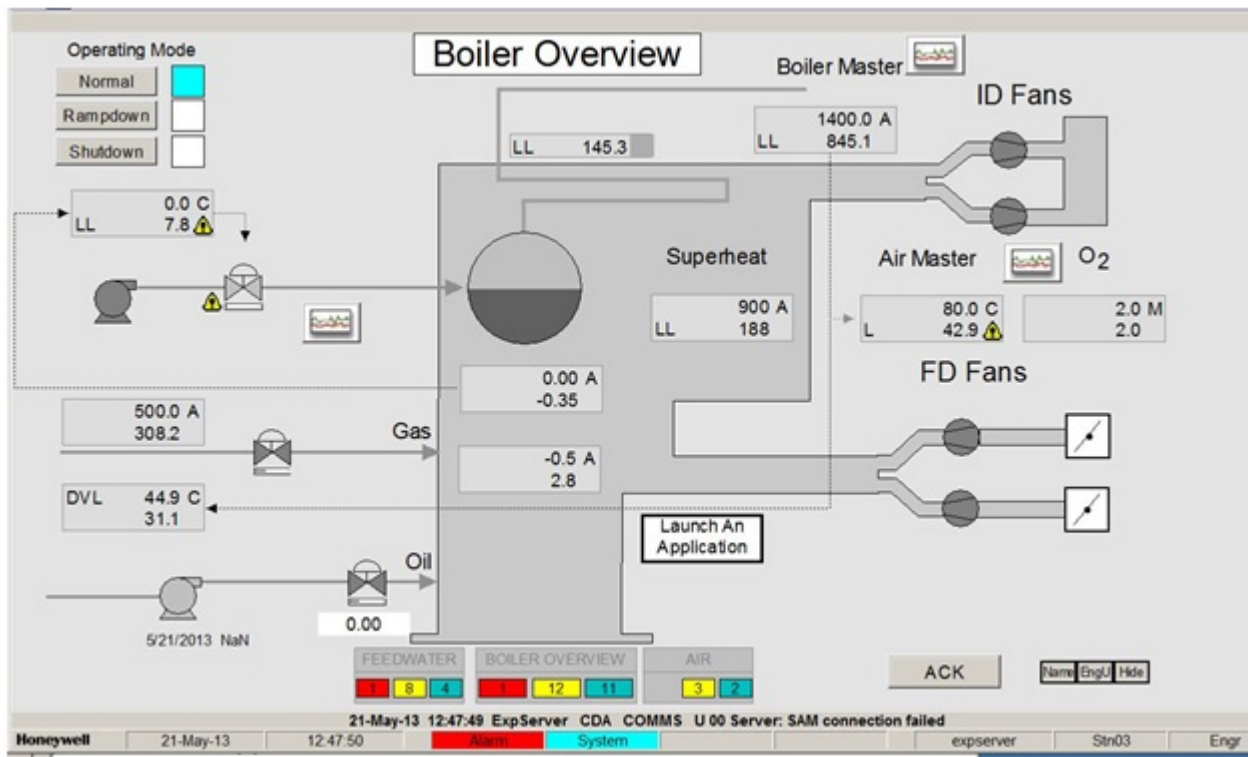 Boiler Overview
Operating Mode
Normal
Rampdown
Shutdown
Boiler Master
ID Fans
1400.0 A
LL 845.1
LL 145.3
0.0 C
LL 7.8
Superheat
900 A
LL 188
Air Master
O2
80.0 C
L 42.9
2.0 M
2.0
FD Fans
0.00 A
-0.35
500.0 A
308.2
Gas
-0.5 A
2.8
DVL 44.9 C
31.1
Launch An
Application
Oil
0.00
5/21/2013 NaN
FEEDWATER
1 8 4
BOILER OVERVIEW
1 12 11
AIR
3 2
ACK
Name EngU Hide
21-May-13 12:47:49 ExpServer CDA COMMS U 00 Server: SAM connection failed
Honeywell 21-May-13 12:47:50 Alarm System expserver Stn03 Engr